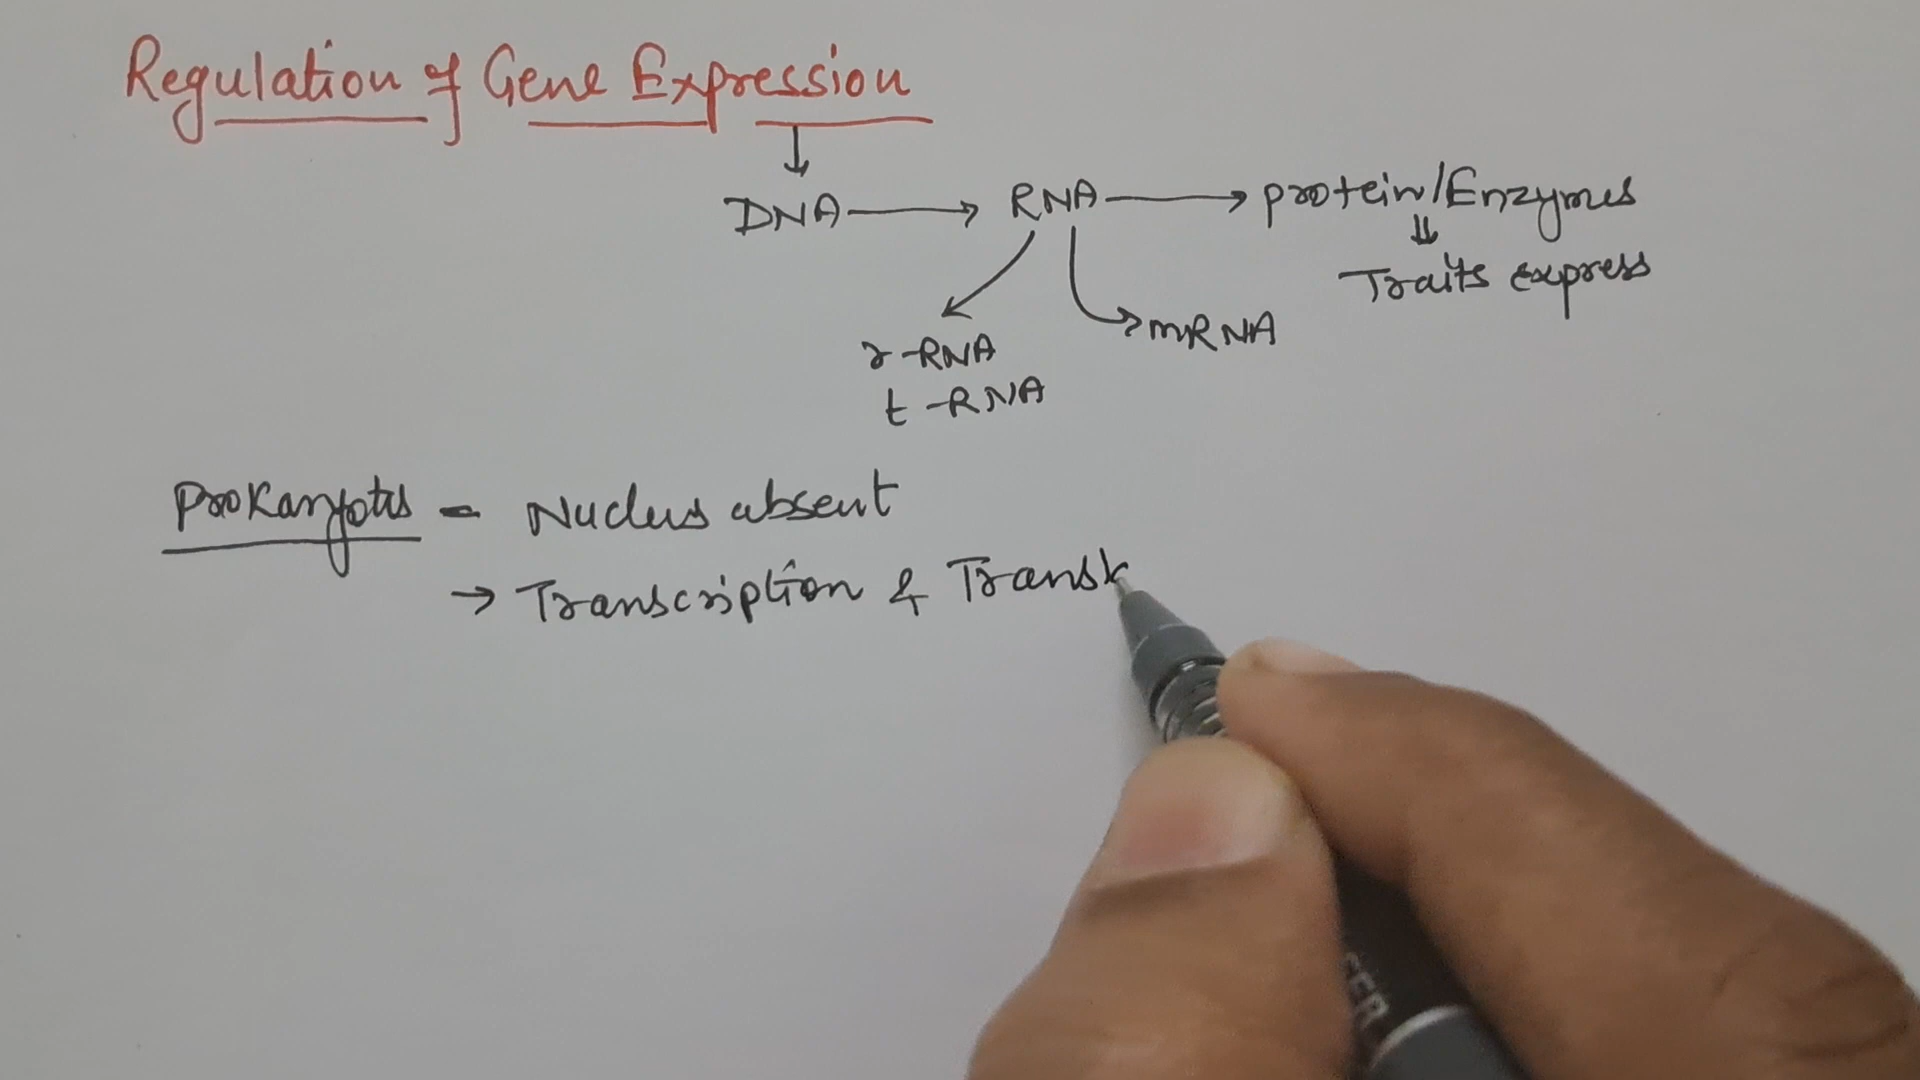 Regulation of Gene Expression
DNA → RNA → protein/Enzymes
Traits express
mRNA
r-RNA
t-RNA
Prokaryotes - Nucleus absent
→ Transcription & Transl